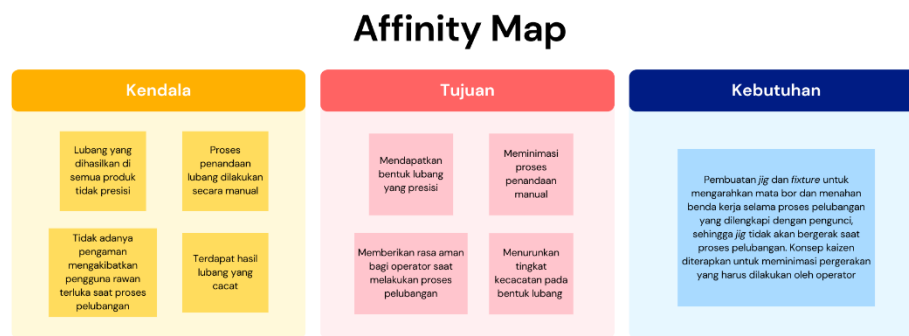 Affinity Map
Kendala
Lubang yang
dihasilkan di
semua produk
tidak presisi
Proses
penandaan
lubang dilakukan
secara manual
Tidak adanya
pengaman
mengakibatkan
pengguna rawan
terluka saat proses
pelubangan
Terdapat hasil
lubang yang
cacat
Tujuan
Mendapatkan
bentuk lubang
yang presisi
Meminimasi
proses
penandaan
manual
Memberikan rasa aman
bagi operator saat
melakukan proses
pelubangan
Menurunkan
tingkat
kecacatan pada
bentuk lubang
Kebutuhan
Pembuatan jig dan fixture untuk
mengarahkan mata bor dan menahan
benda kerja selama proses pelubangan
yang dilengkapi dengan pengunci,
sehingga jig tidak akan bergerak saat
proses pelubangan. Konsep kaizen
diterapkan untuk meminimasi pergerakan
yang harus dilakukan oleh operator